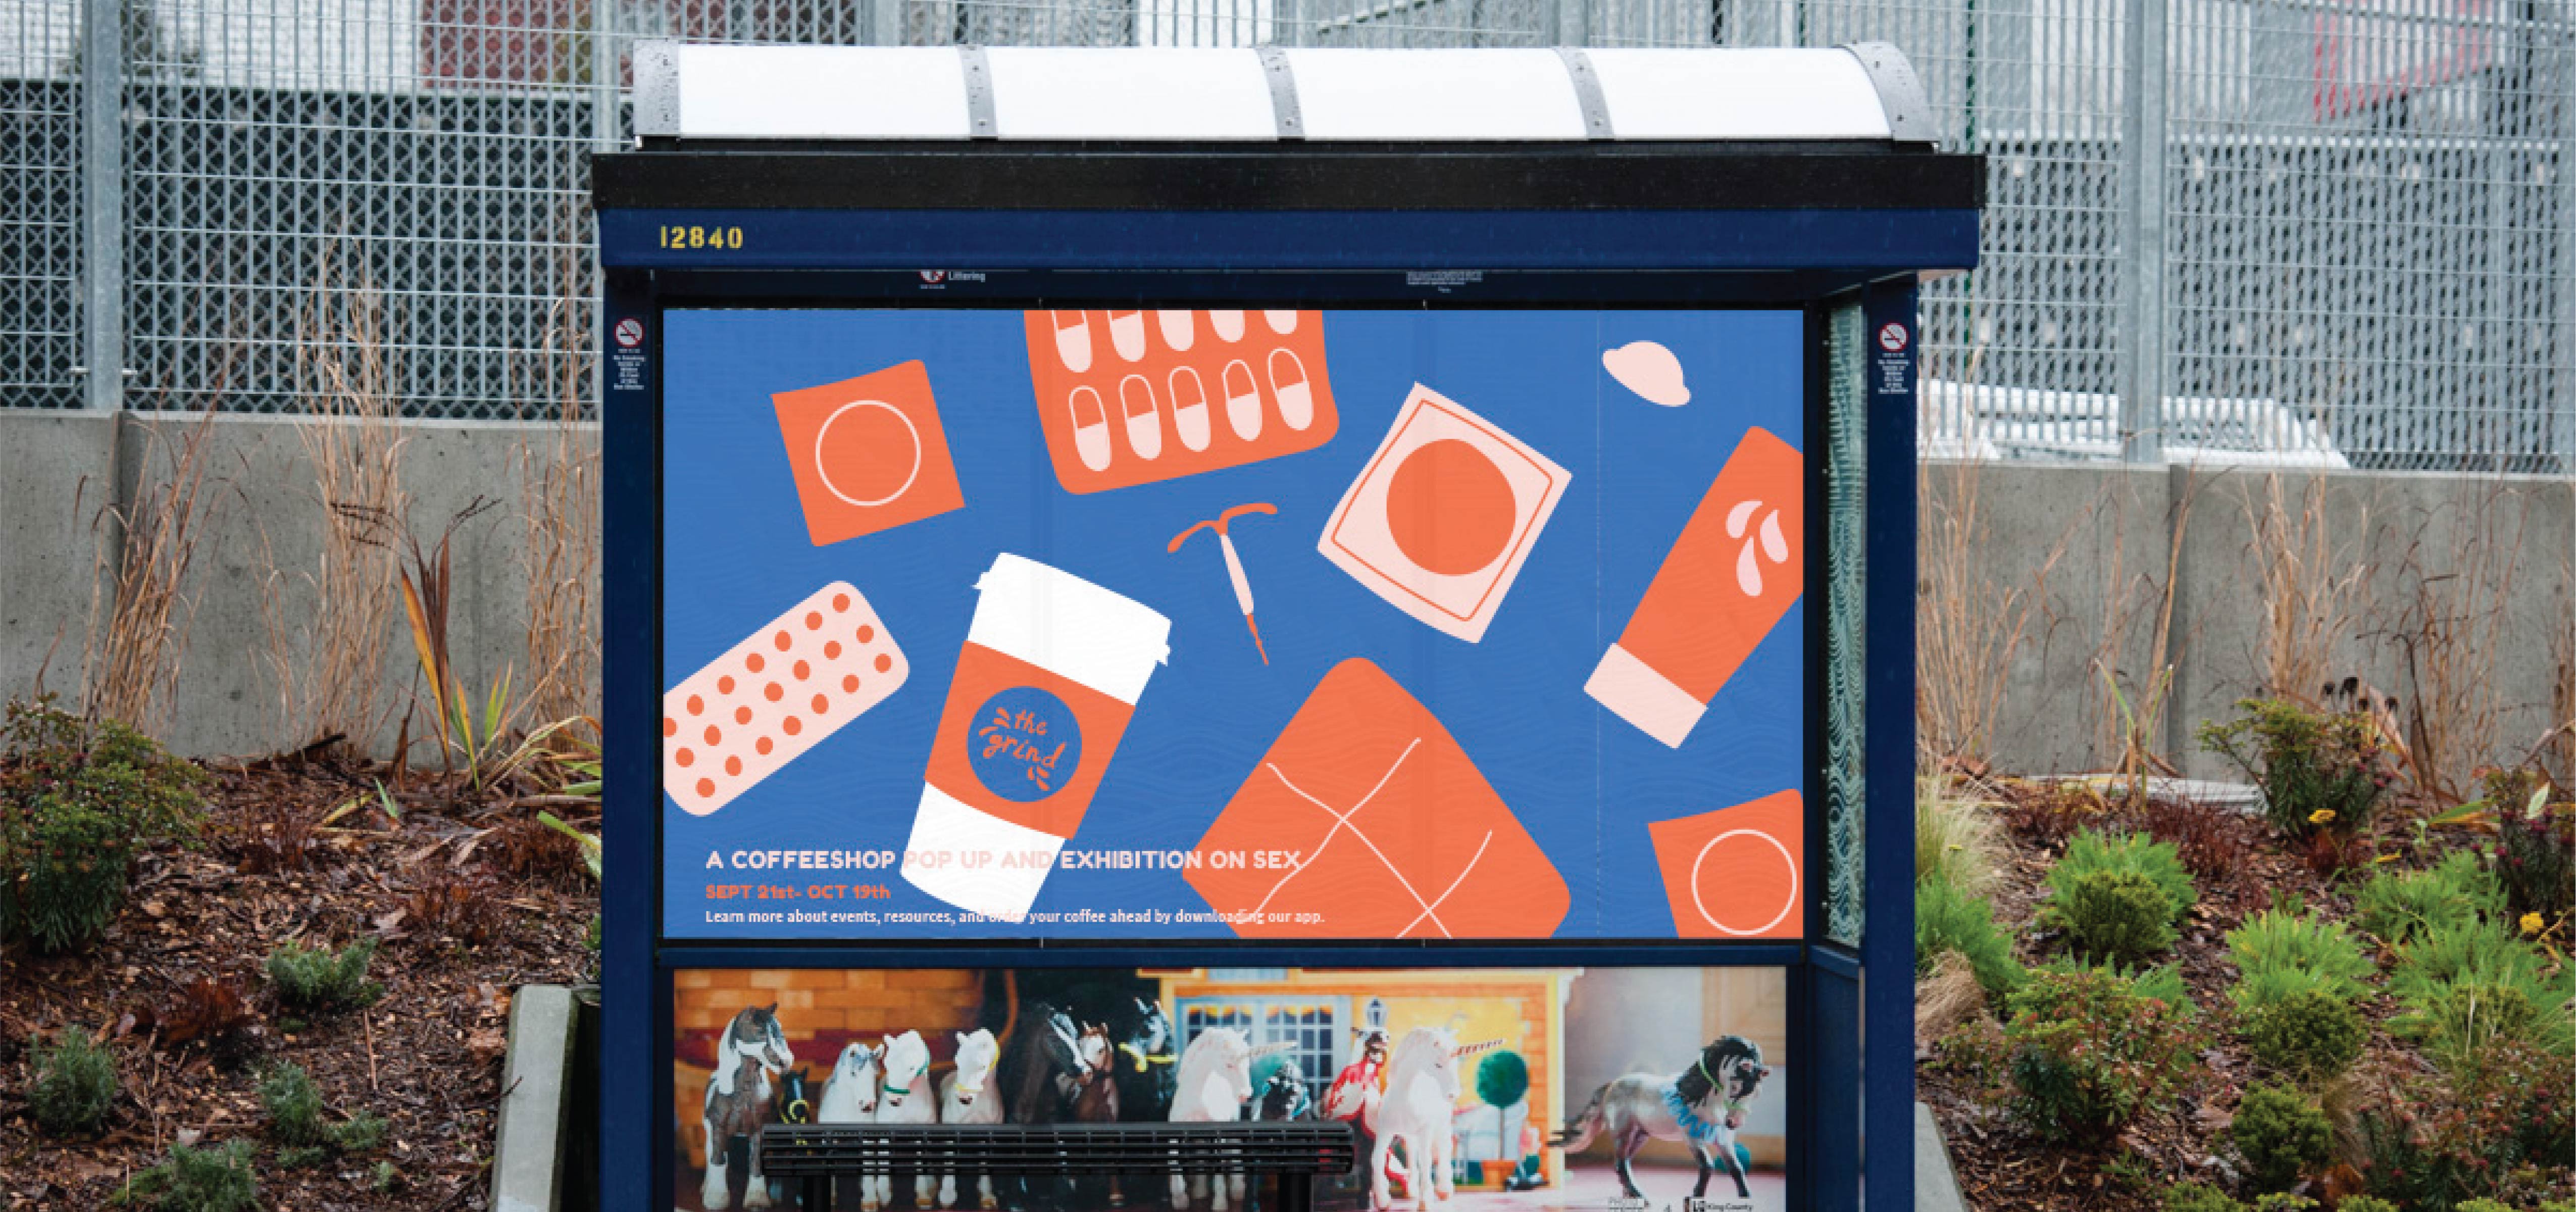 12840
Littering
the
grind
A COFFEESHOP POP UP AND EXHIBITION ON SEX
SEPT 21st- OCT 19th
Learn more about events, resources, and order your coffee ahead by downloading our app.
King County